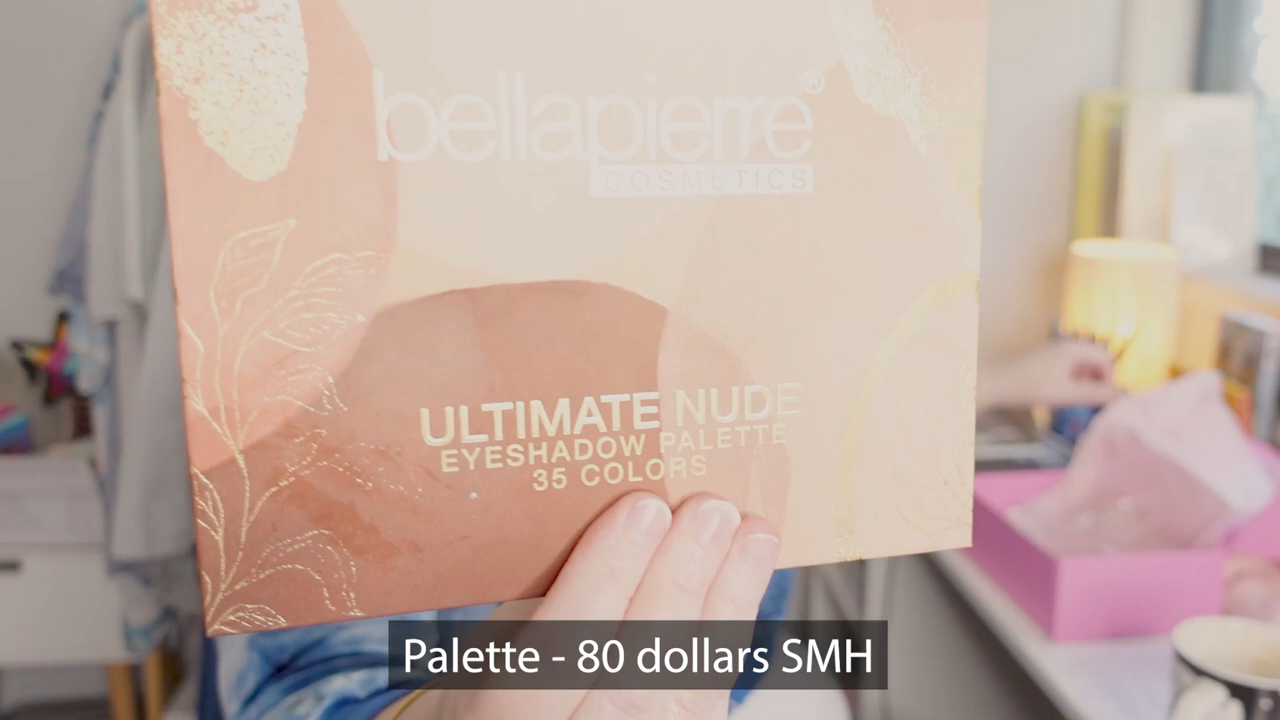 bellapierre®
COSMETICS
ULTIMATE NUDE
EYESHADOW PALETTE
35 COLORS
Palette - 80 dollars SMH